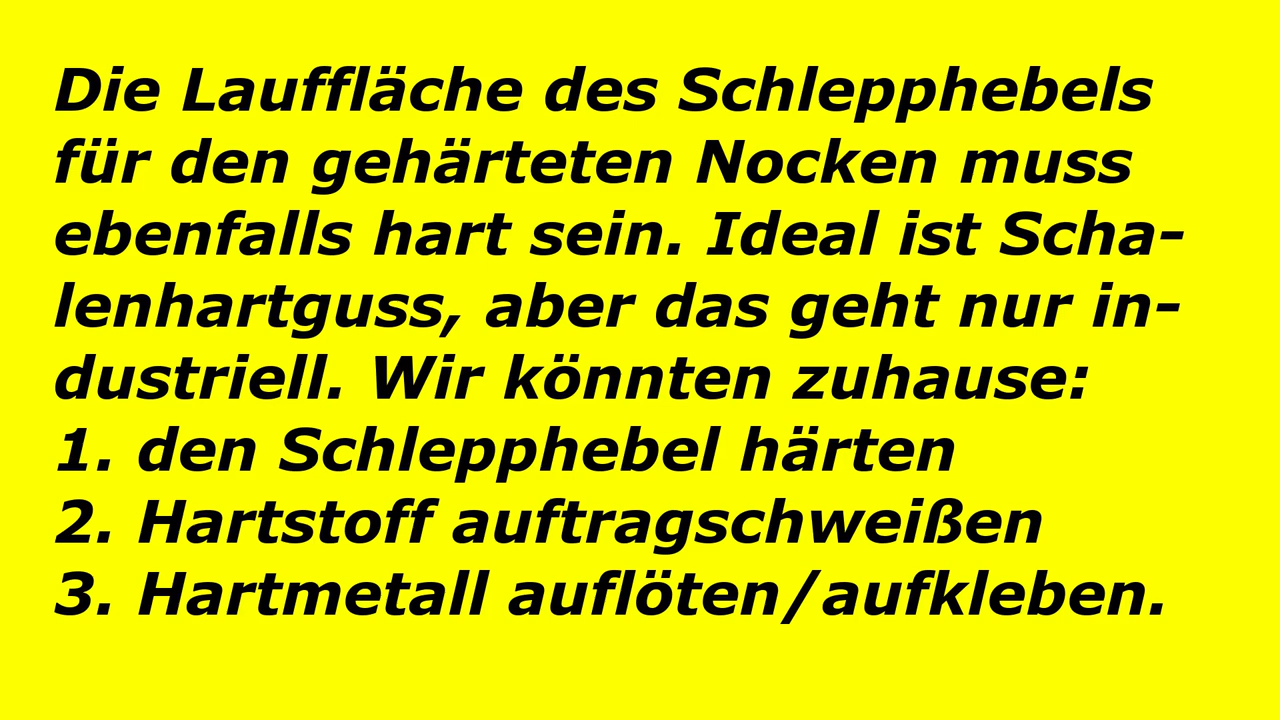 Die Lauffläche des Schlepphebels
für den gehärteten Nocken muss
ebenfalls hart sein. Ideal ist Scha-
lenhartguss, aber das geht nur in-
dustriell. Wir könnten zuhause:
1. den Schlepphebel härten
2. Hartstoff auftragschweißen
3. Hartmetall auflöten/aufkleben.